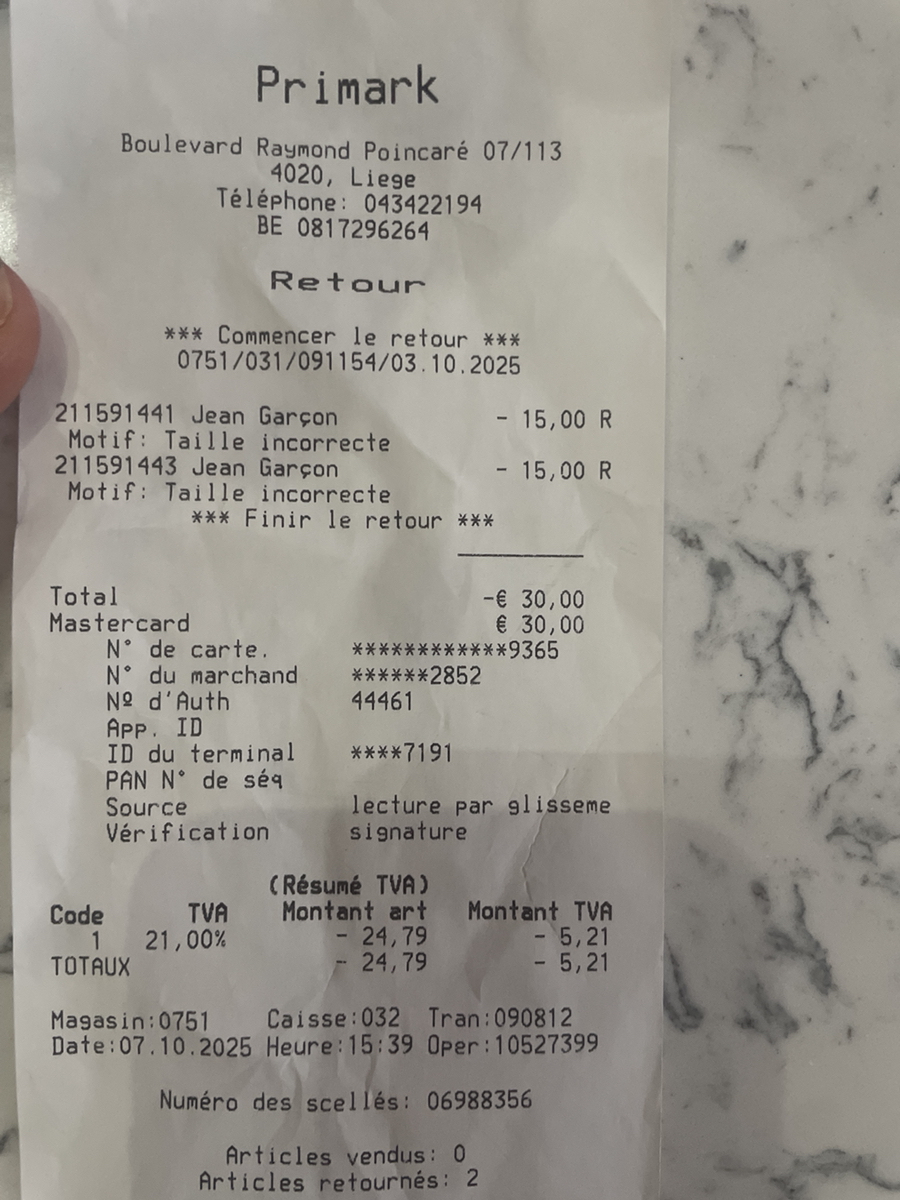 Primark
Boulevard Raymond Poincaré 07/113
4020, Liege
Téléphone: 043422194
BE 0817296264
Retour
*** Commencer le retour ***
0751/031/091154/03.10.2025
211591441 Jean Garçon - 15,00 R
Motif: Taille incorrecte
211591443 Jean Garçon - 15,00 R
Motif: Taille incorrecte
*** Finir le retour ***
Total -€ 30,00
Mastercard € 30,00
N° de carte. ************9365
N° du marchand ******2852
Nº d'Auth 44461
App. ID
ID du terminal ****7191
PAN N° de séq
Source lecture par glisseme
Vérification signature
(Résumé TVA)
Code TVA Montant art Montant TVA
1 21,00% - 24,79 - 5,21
TOTAUX - 24,79 - 5,21
Magasin:0751 Caisse:032 Tran:090812
Date:07.10.2025 Heure:15:39 Oper:10527399
Numéro des scellés: 06988356
Articles vendus: 0
Articles retournés: 2